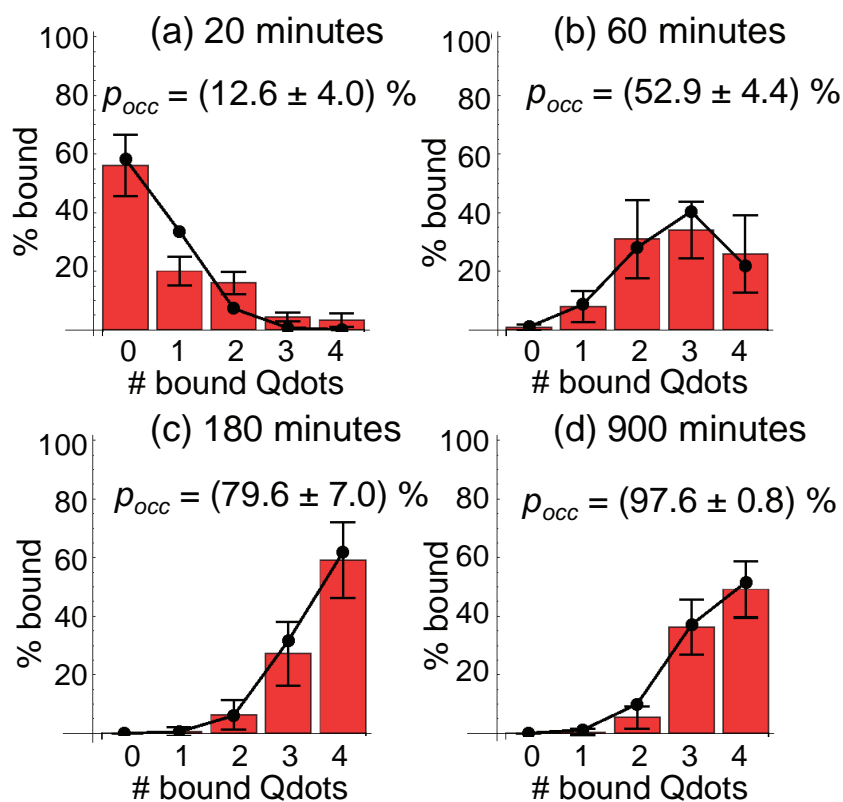 (a) 20 minutes
p_occ = (12.6 ± 4.0) %
100
80
60
40
20
% bound
0 1 2 3 4
# bound Qdots
(b) 60 minutes
p_occ = (52.9 ± 4.4) %
100
80
60
40
20
0 1 2 3 4
# bound Qdots
(c) 180 minutes
p_occ = (79.6 ± 7.0) %
100
80
60
40
20
% bound
0 1 2 3 4
# bound Qdots
(d) 900 minutes
p_occ = (97.6 ± 0.8) %
100
80
60
40
20
0 1 2 3 4
# bound Qdots